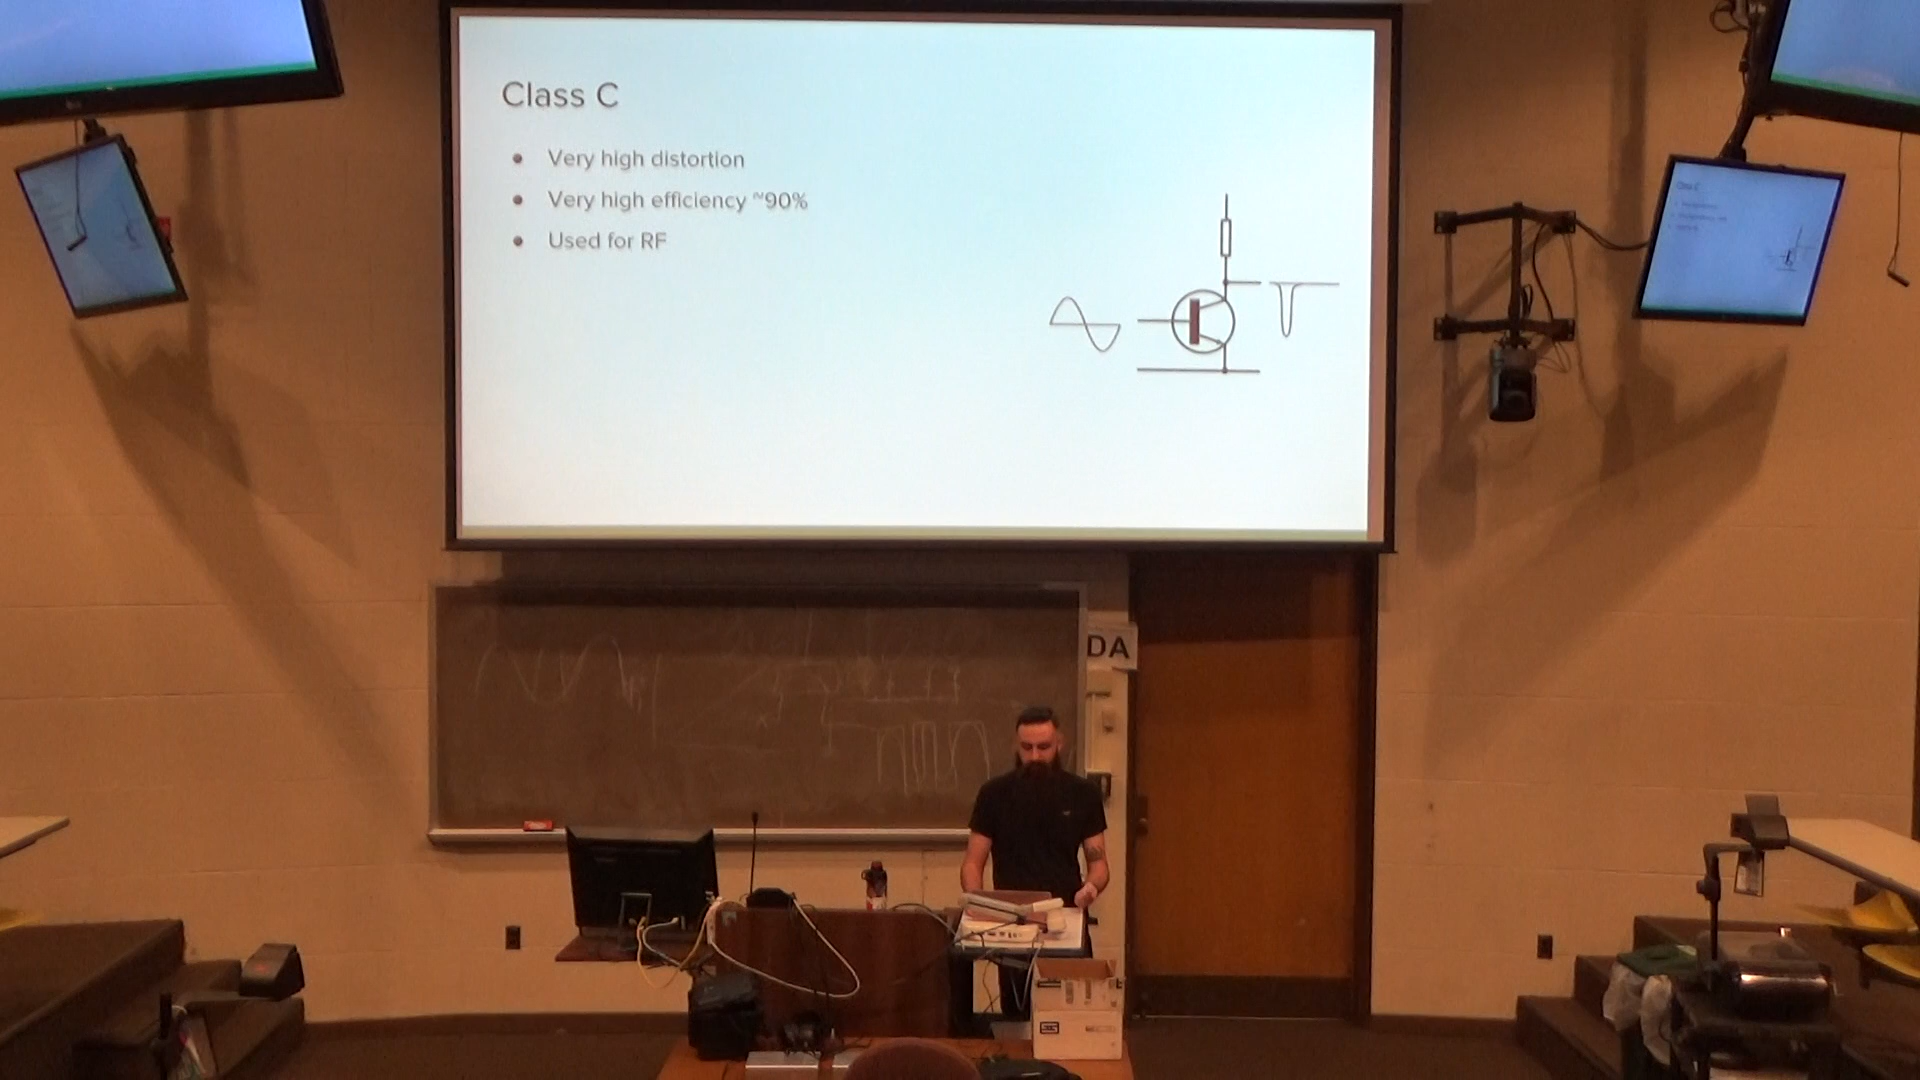 Class C
Very high distortion
Very high efficiency ~90%
Used for RF
DA